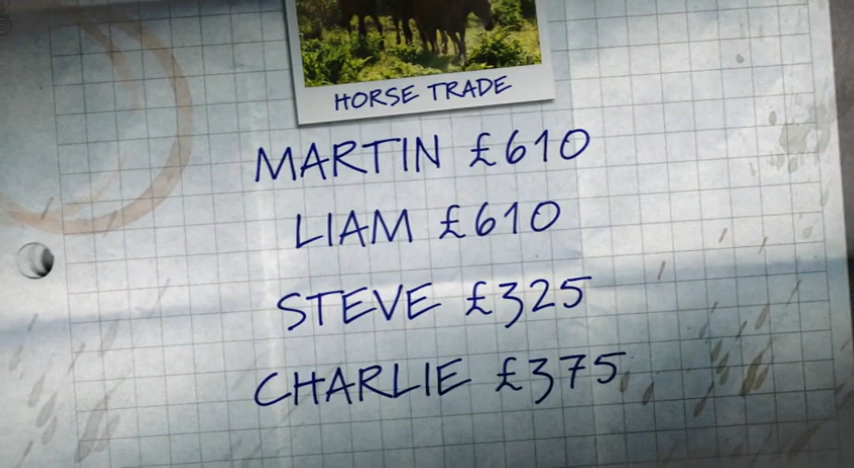 HORSE TRADE
MARTIN £610
LIAM £610
STEVE £325
CHARLIE £375